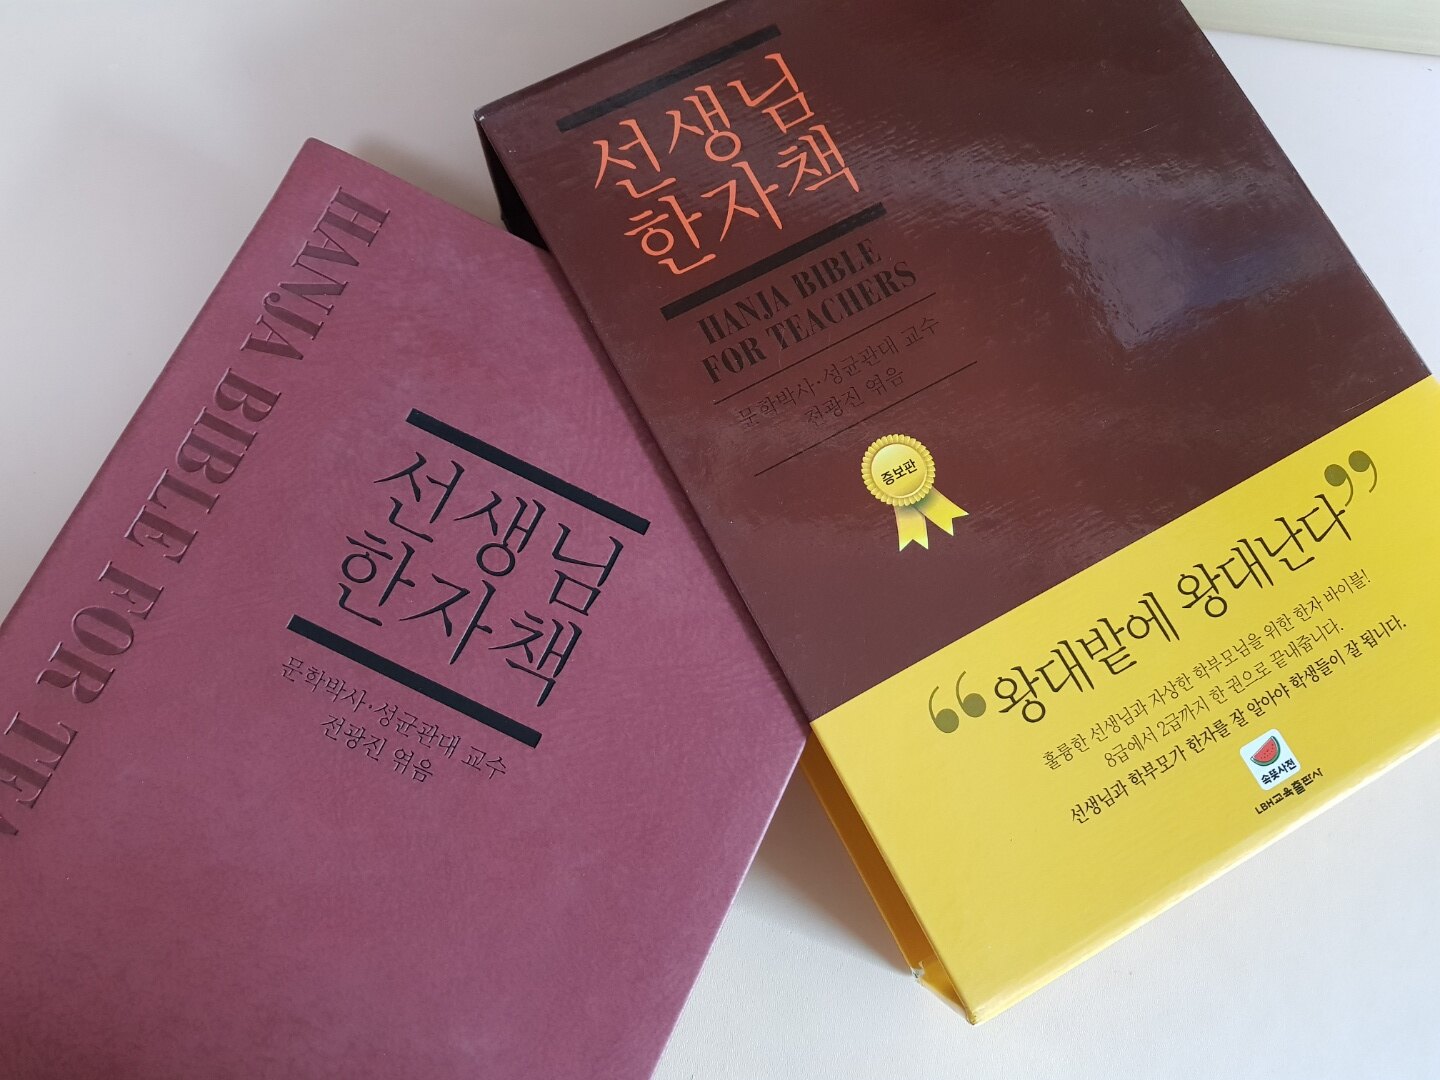 HANJA BIBLE FOR TEA
선생님
한자책
문학박사·성균관대 교수
전광진 엮음
선생님
한자책
HANJA BIBLE
FOR TEACHERS
문학박사·성균관대 교수
전광진 엮음
증보판
“왕대밭에 왕대난다”
훌륭한 선생님과 자상한 학부모님을 위한 한자 바이블!
8급에서 2급까지 한 권으로 끝내줍니다.
선생님과 학부모가 한자를 잘 알아야 학생들이 잘 됩니다.
속뜻사전
LBH교육출판사